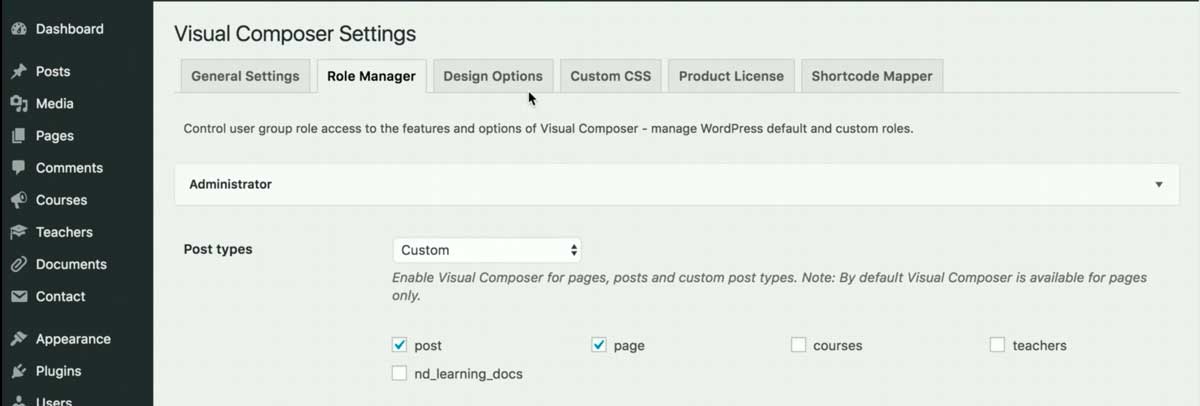 Dashboard
Posts
Media
Pages
Comments
Courses
Teachers
Documents
Contact
Appearance
Plugins
Users
Visual Composer Settings
General Settings
Role Manager
Design Options
Custom CSS
Product License
Shortcode Mapper
Control user group role access to the features and options of Visual Composer - manage WordPress default and custom roles.
Administrator
Post types
Custom
Enable Visual Composer for pages, posts and custom post types. Note: By default Visual Composer is available for pages
only.
post
page
courses
teachers
nd_learning_docs